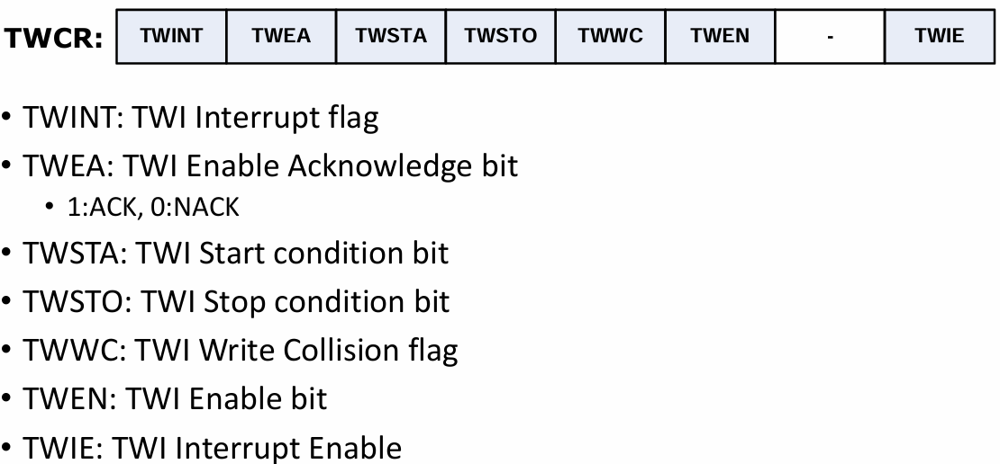 TWCR: TWINT TWEA TWSTA TWSTO TWWC TWEN - TWIE
• TWINT: TWI Interrupt flag
• TWEA: TWI Enable Acknowledge bit
• 1:ACK, 0:NACK
• TWSTA: TWI Start condition bit
• TWSTO: TWI Stop condition bit
• TWWC: TWI Write Collision flag
• TWEN: TWI Enable bit
• TWIE: TWI Interrupt Enable